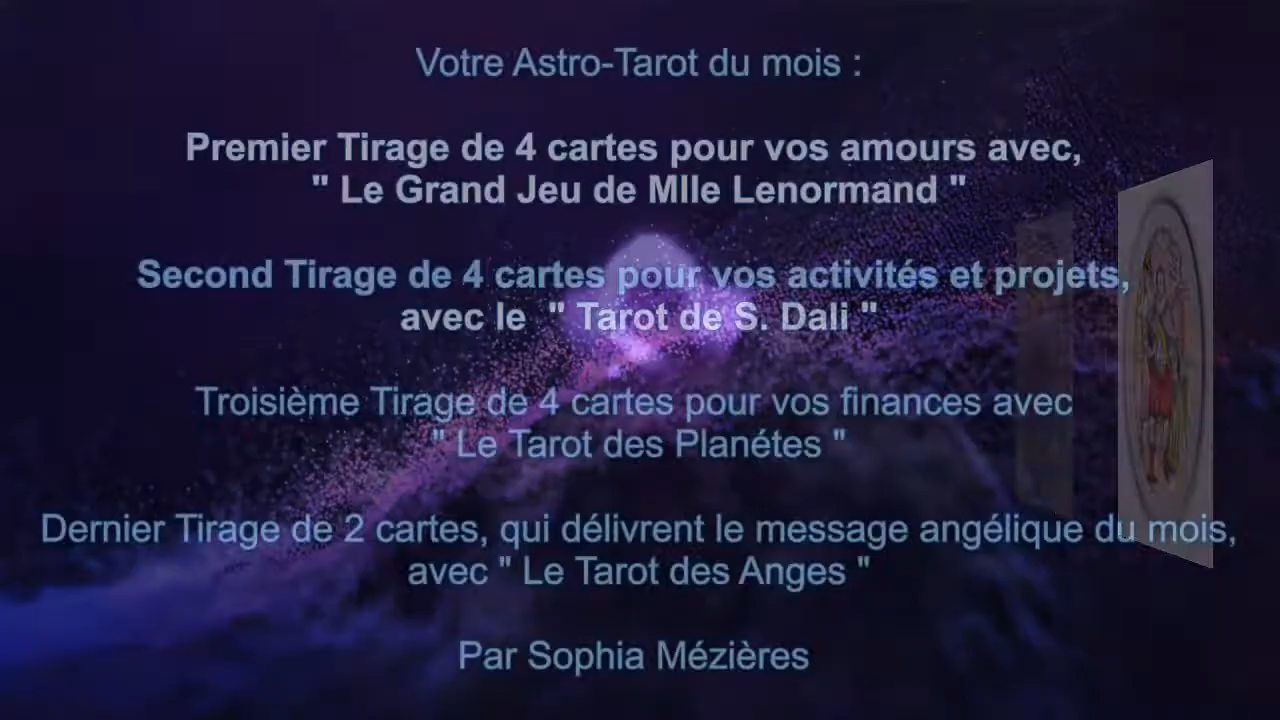 Votre Astro-Tarot du mois :
Premier Tirage de 4 cartes pour vos amours avec,
" Le Grand Jeu de Mlle Lenormand "
Second Tirage de 4 cartes pour vos activités et projets,
avec le " Tarot de S. Dali "
Troisième Tirage de 4 cartes pour vos finances avec
" Le Tarot des Planétes "
Dernier Tirage de 2 cartes, qui délivrent le message angélique du mois,
avec " Le Tarot des Anges "
Par Sophia Mézières